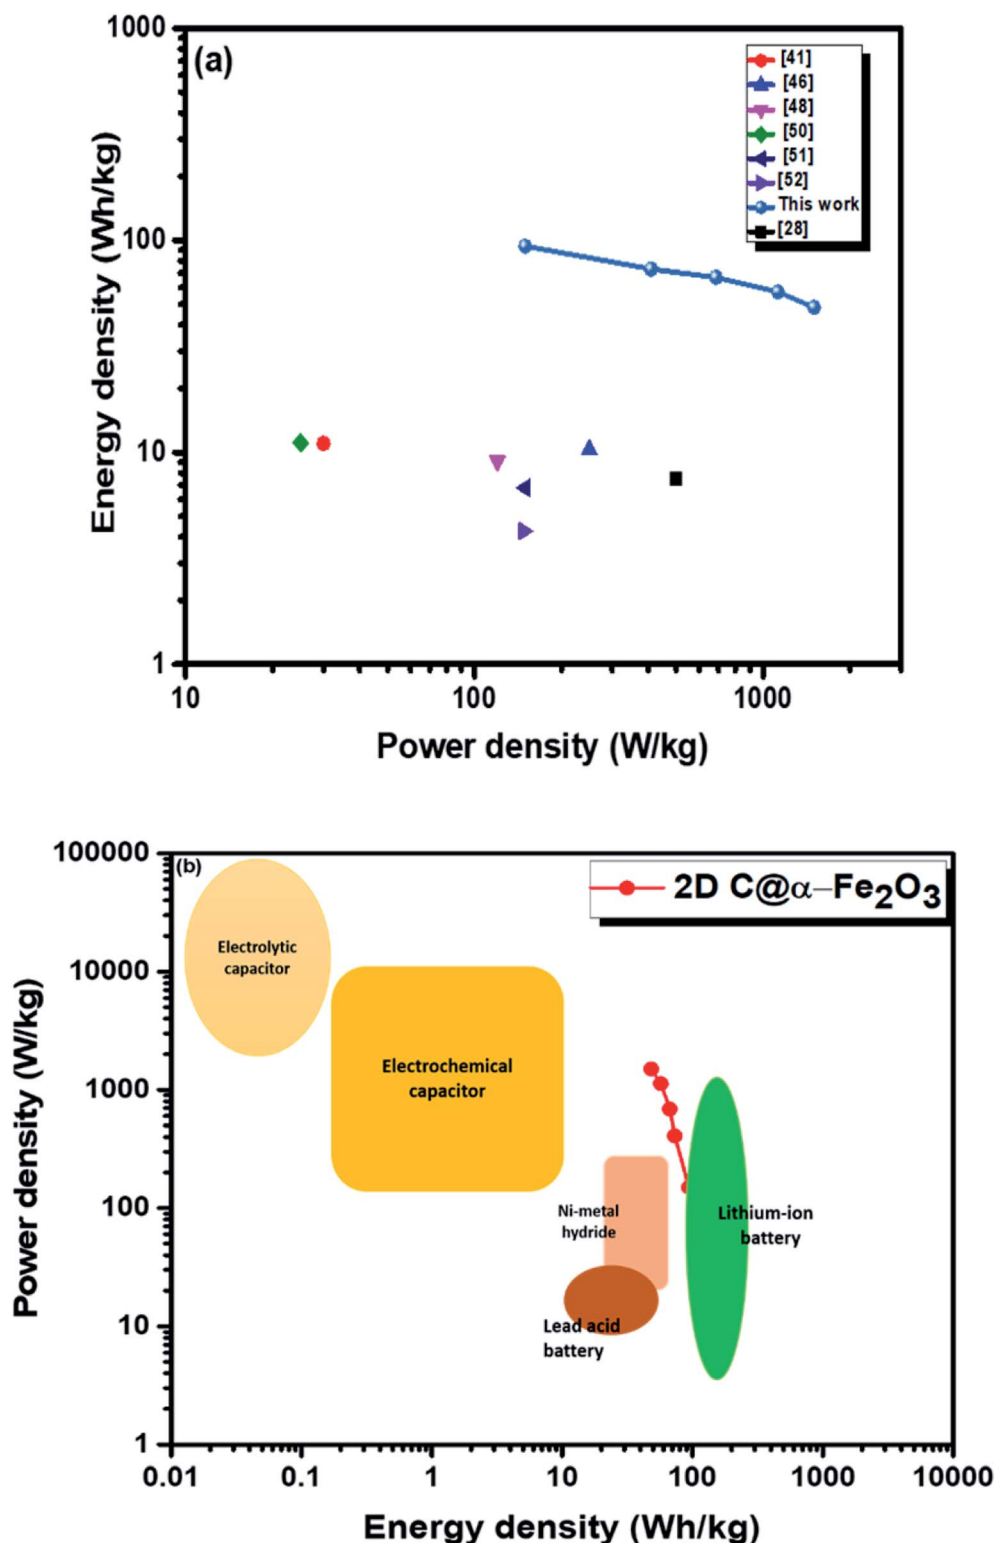 (a)
1000
100
10
1
Energy density (Wh/kg)
[41]
[46]
[48]
[50]
[51]
[52]
This work
[28]
10
100
1000
Power density (W/kg)
(b)
100000
10000
1000
100
10
1
Power density (W/kg)
2D C@α–Fe₂O₃
Electrolytic
capacitor
Electrochemical
capacitor
Ni-metal
hydride
Lithium-ion
battery
Lead acid
battery
0.01
0.1
1
10
100
1000
10000
Energy density (Wh/kg)